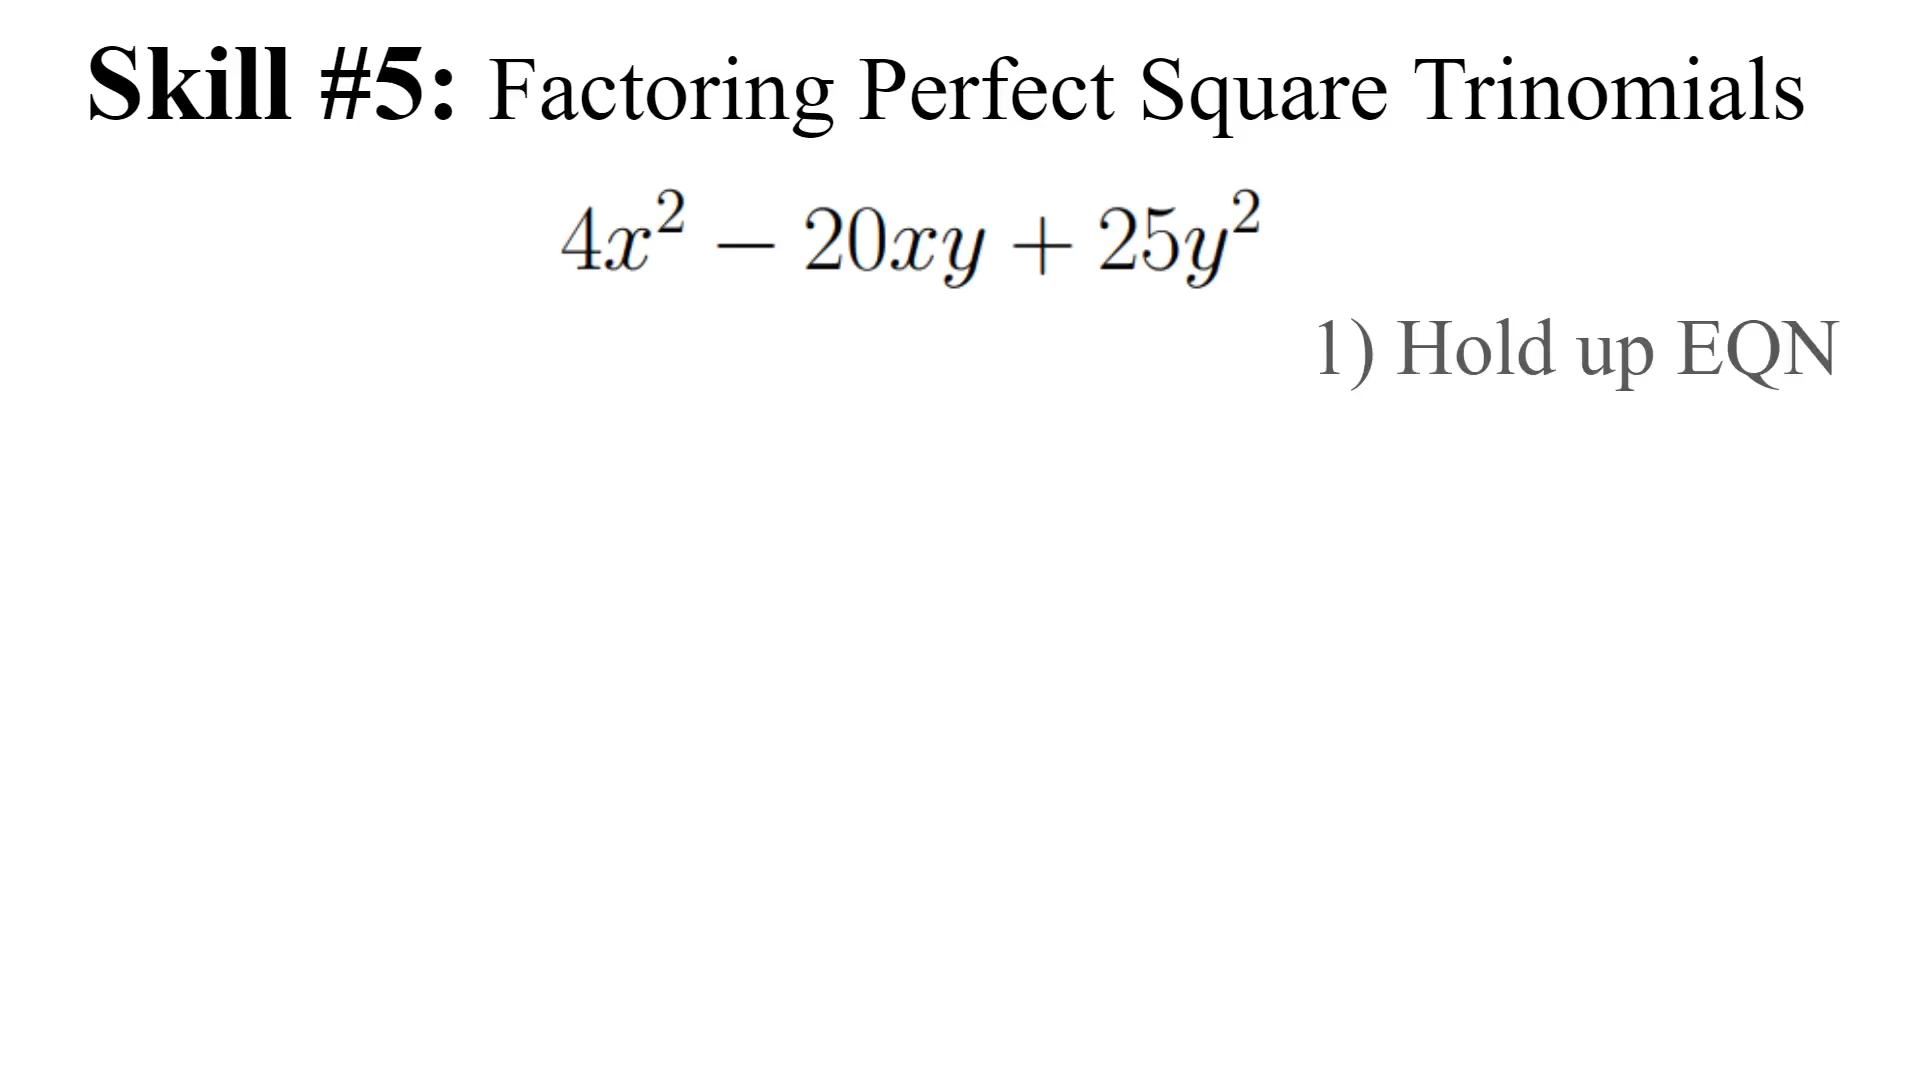 Skill #5: Factoring Perfect Square Trinomials
4x² − 20xy + 25y²
1) Hold up EQN